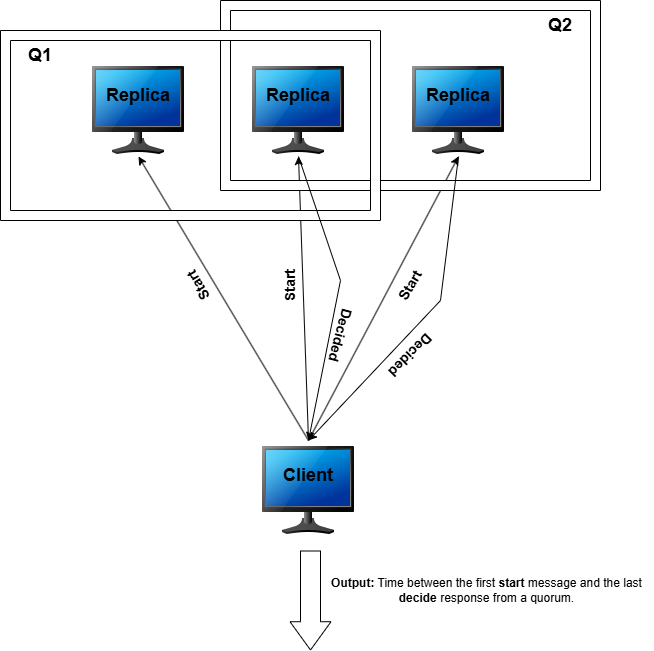 Q2
Q1
Replica
Replica
Replica
Start
Start
Start
Decided
Decided
Client
Output: Time between the first start message and the last
decide response from a quorum.